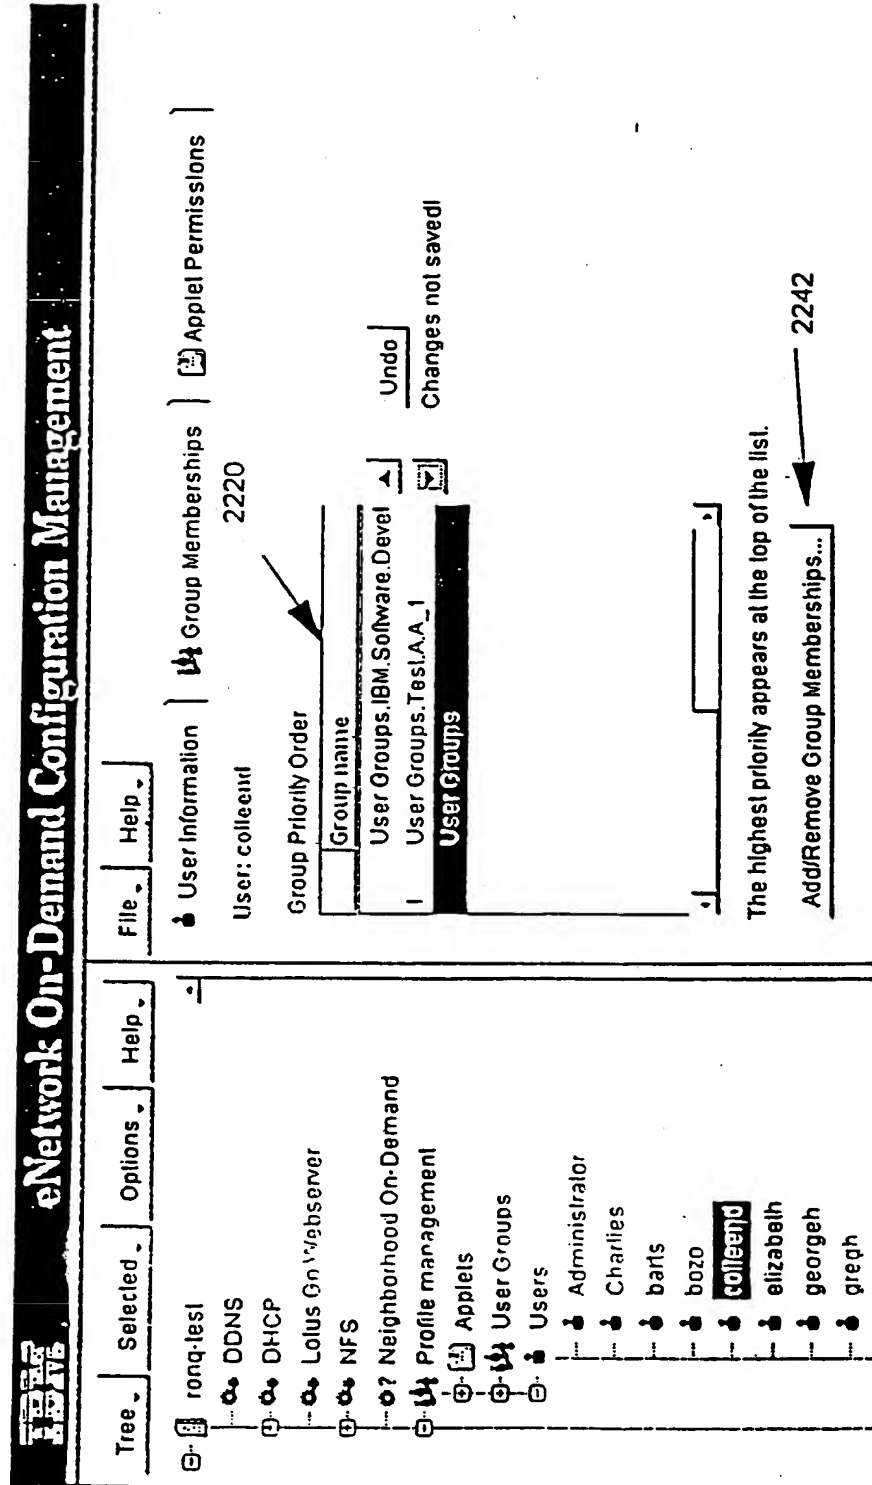 IBM
eNetwork On-Demand Configuration Management
Tree
Selected
Options
Help
ronq-test
DDNS
DHCP
Lotus Go Webserver
NFS
? Neighborhood On-Demand
Profile management
Applets
User Groups
Users
Administrator
Charlies
barts
bozo
colleend
elizabeth
georgeh
gregh
File
Help
User Information
Group Memberships
Applet Permissions
User: colleend
2220
Group Priority Order
Group name
User Groups.IBM.Software.Devel
User Groups.Test.A.A_1
User Groups
Undo
Changes not saved!
The highest priority appears at the top of the list.
Add/Remove Group Memberships...
2242